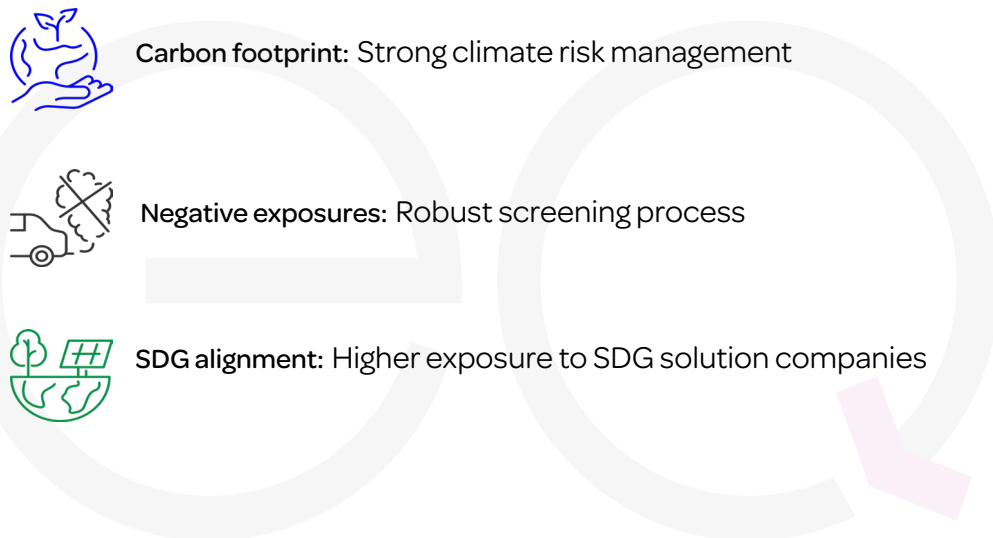 Carbon footprint: Strong climate risk management
Negative exposures: Robust screening process
SDG alignment: Higher exposure to SDG solution companies
eQ